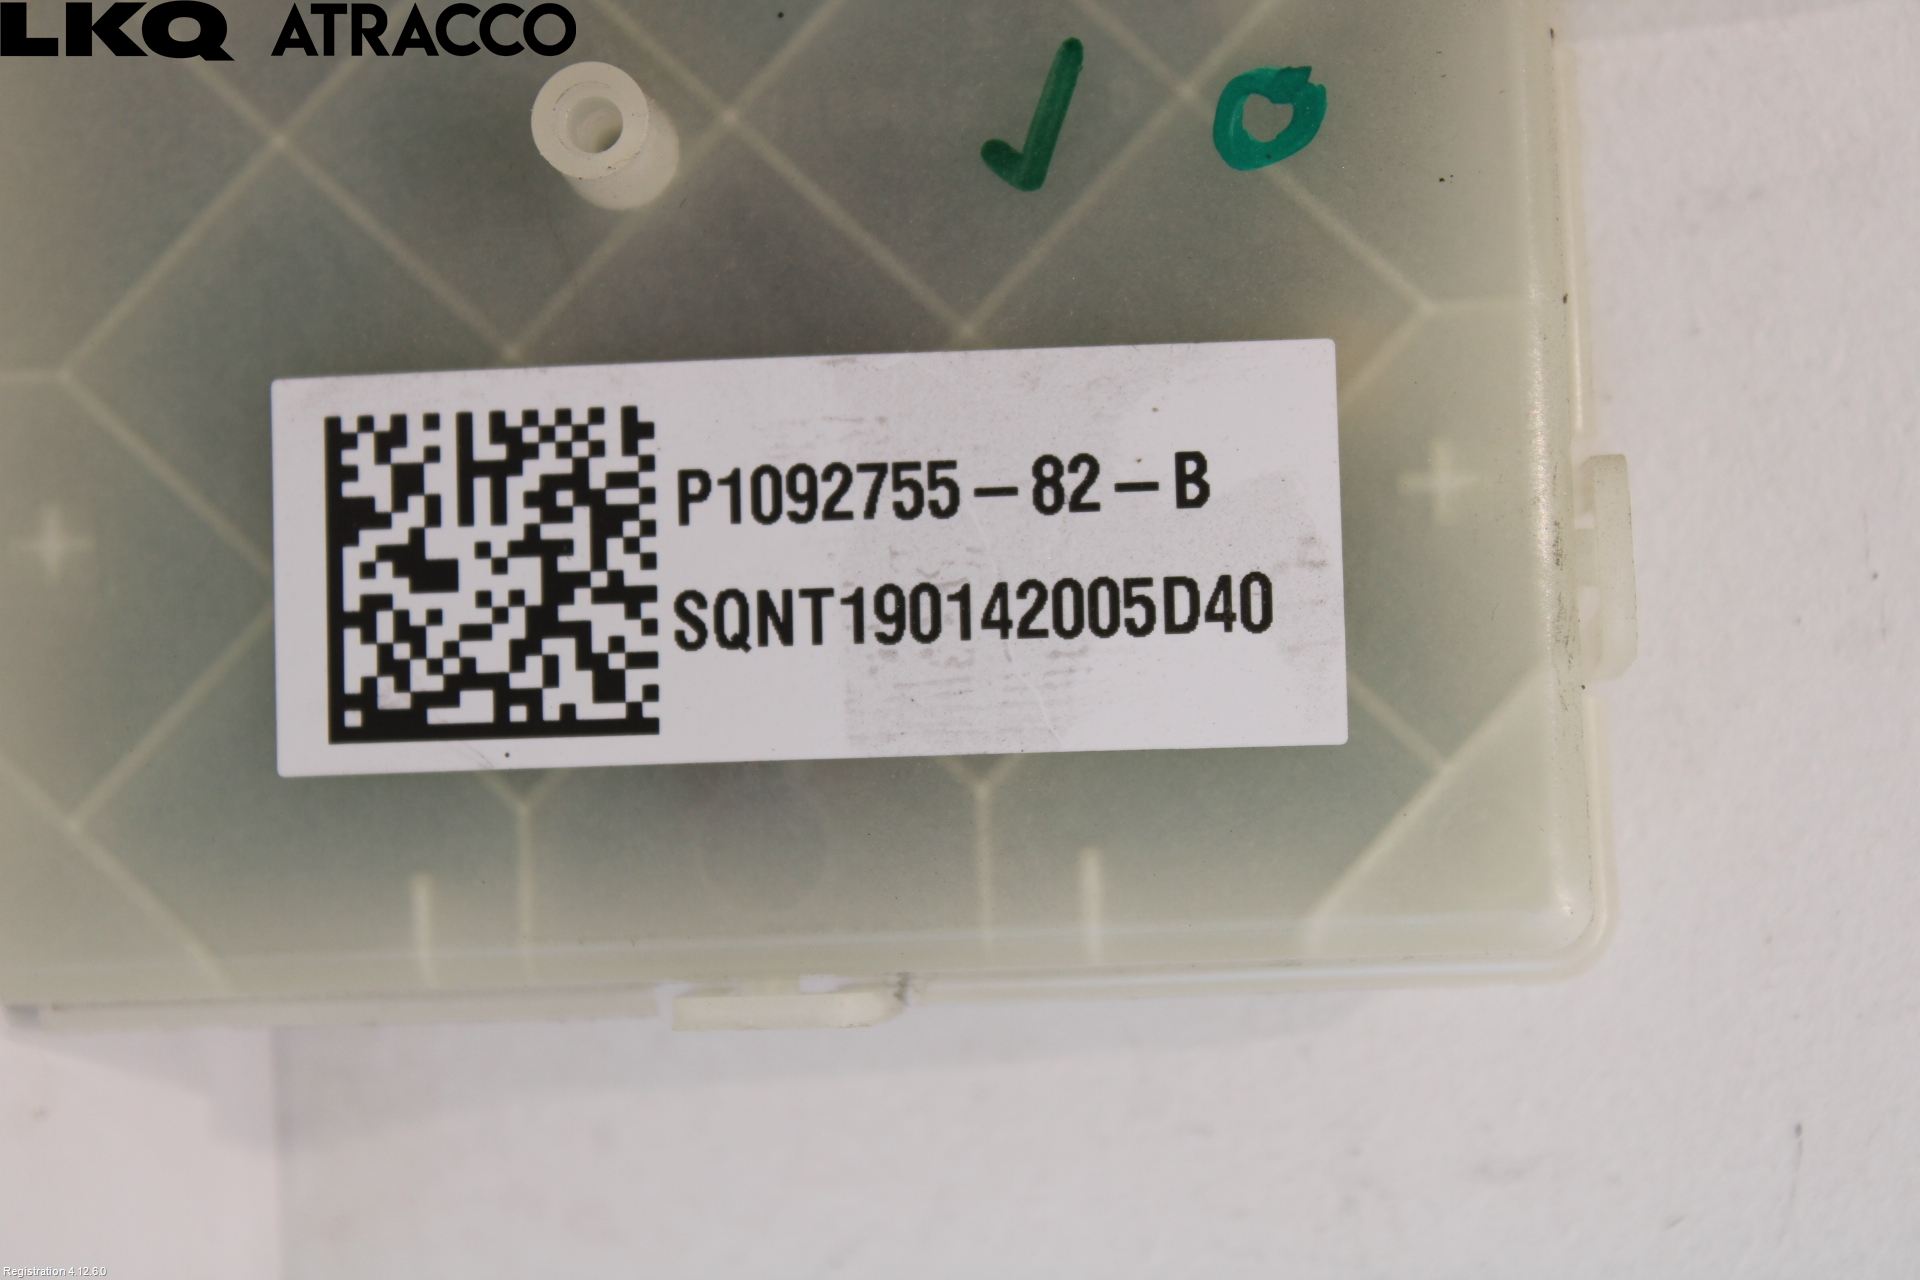 LKQ ATRACCO
P1092755-82-B
SQNT190142005D40
Registration 4.12.6.0